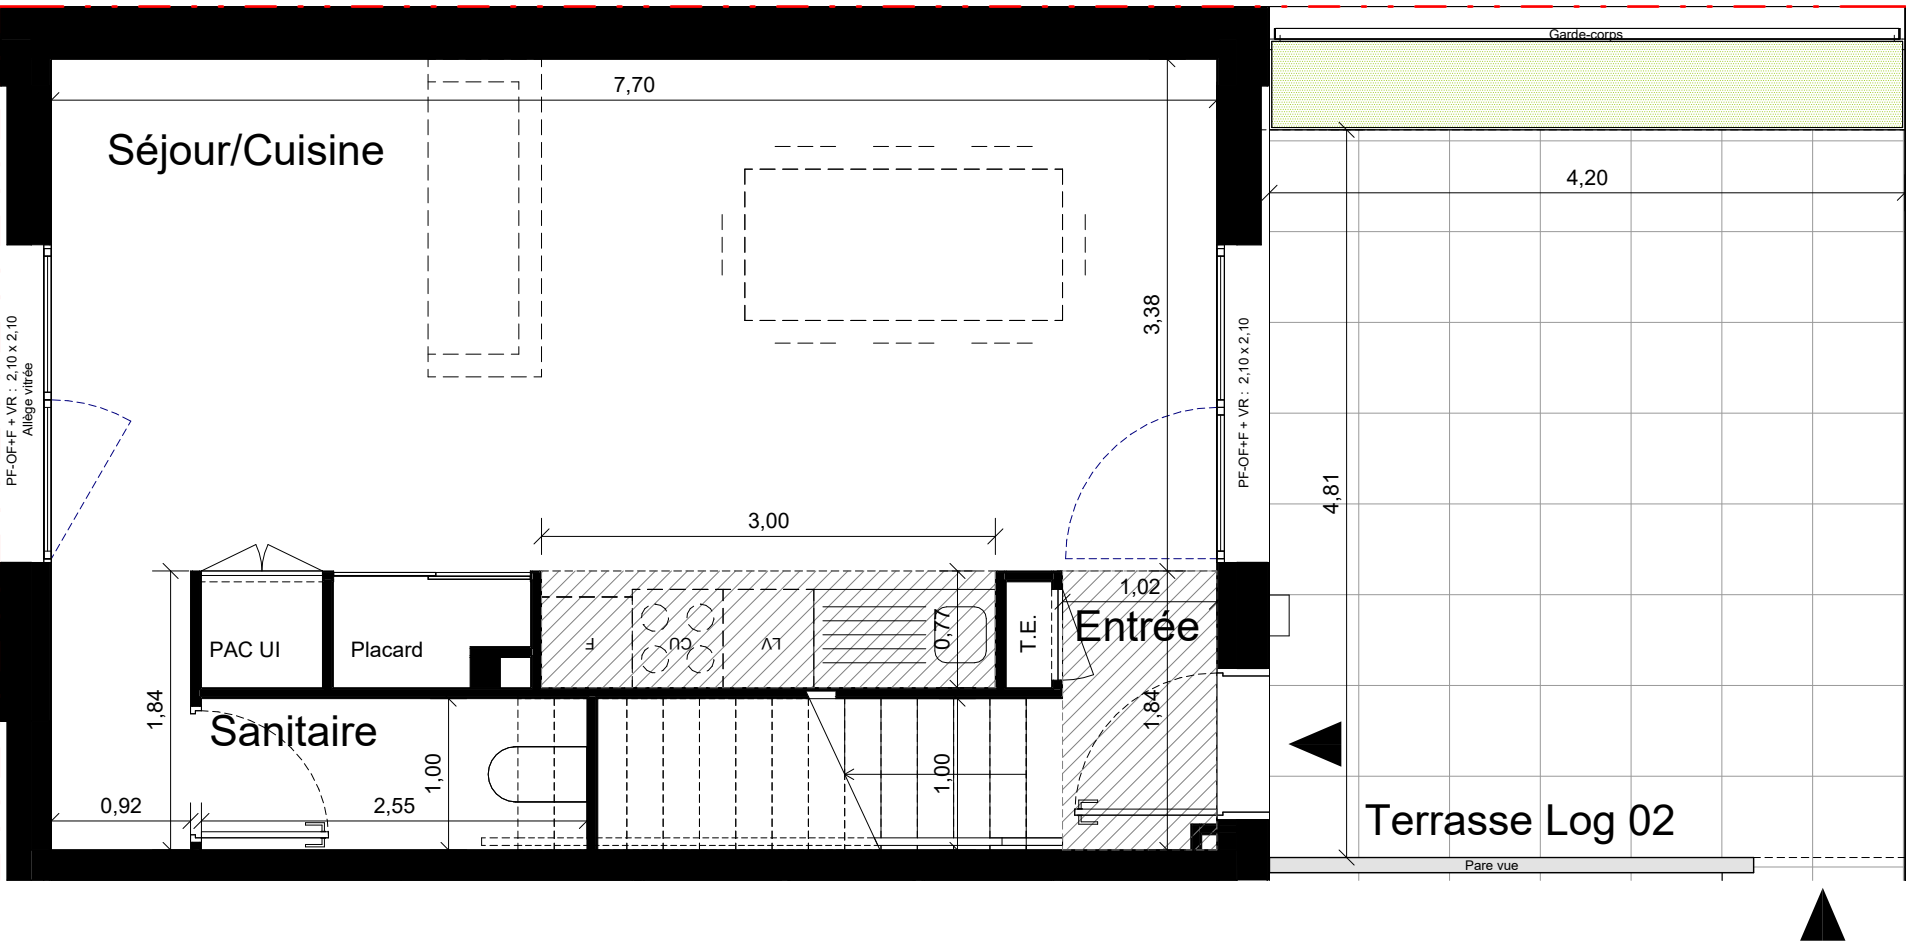 Garde-corps
7,70
Séjour/Cuisine
4,20
3,38
PF-OF+F + VR : 2,10 x 2,10
Allège vitrée
PF-OF+F + VR : 2,10 x 2,10
4,81
3,00
1,02
Entrée
0,77
T.E.
F
CU
LV
PAC UI
Placard
1,84
Sanitaire
1,84
1,00
1,00
0,92
2,55
Terrasse Log 02
Pare vue